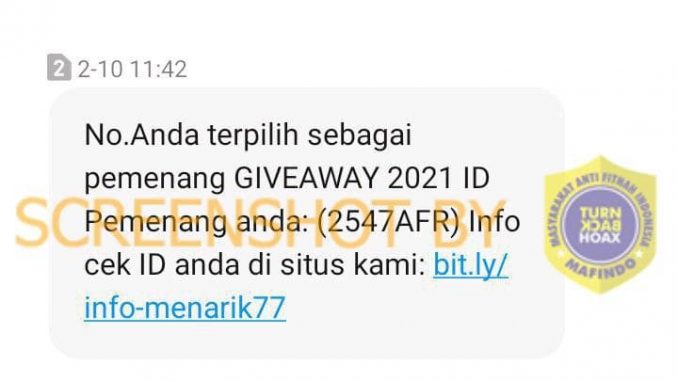 2 2-10 11:42
No.Anda terpilih sebagai
pemenang GIVEAWAY 2021 ID
Pemenang anda: (2547AFR) Info
cek ID anda di situs kami: bit.ly/
info-menarik77
SCREENSHOT BY
MASYARAKAT ANTI FITNAH INDONESIA
TURN
BACK
HOAX
MAFINDO